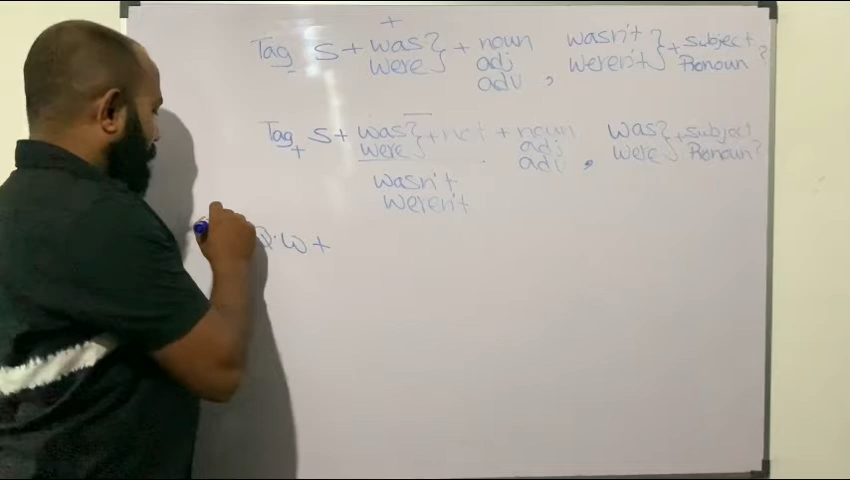 +
Tag S + was? + noun wasn't? + subject
- were} adj weren't} Pronoun?
adv ,
Tag S + was? + not + noun was? + subject
+ were} adj were} Pronoun?
wasn't adv ,
weren't
Q.W +